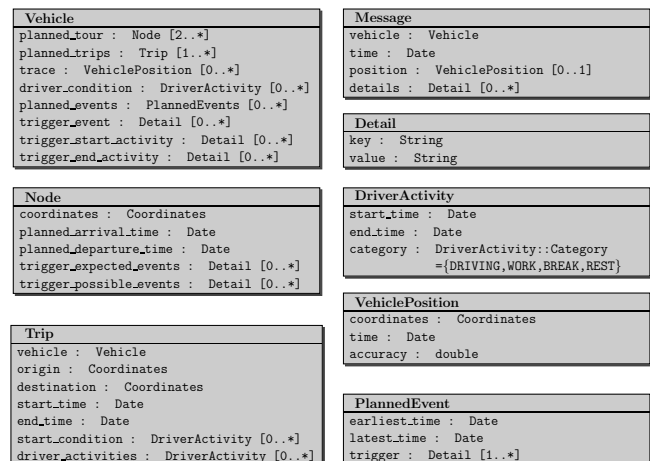 Vehicle
planned_tour : Node [2..*]
planned_trips : Trip [1..*]
trace : VehiclePosition [0..*]
driver_condition : DriverActivity [0..*]
planned_events : PlannedEvents [0..*]
trigger_event : Detail [0..*]
trigger_start_activity : Detail [0..*]
trigger_end_activity : Detail [0..*]
Node
coordinates : Coordinates
planned_arrival_time : Date
planned_departure_time : Date
trigger_expected_events : Detail [0..*]
trigger_possible_events : Detail [0..*]
Trip
vehicle : Vehicle
origin : Coordinates
destination : Coordinates
start_time : Date
end_time : Date
start_condition : DriverActivity [0..*]
driver_activities : DriverActivity [0..*]
Message
vehicle : Vehicle
time : Date
position : VehiclePosition [0..1]
details : Detail [0..*]
Detail
key : String
value : String
DriverActivity
start_time : Date
end_time : Date
category : DriverActivity::Category
={DRIVING,WORK,BREAK,REST}
VehiclePosition
coordinates : Coordinates
time : Date
accuracy : double
PlannedEvent
earliest_time : Date
latest_time : Date
trigger : Detail [1..*]